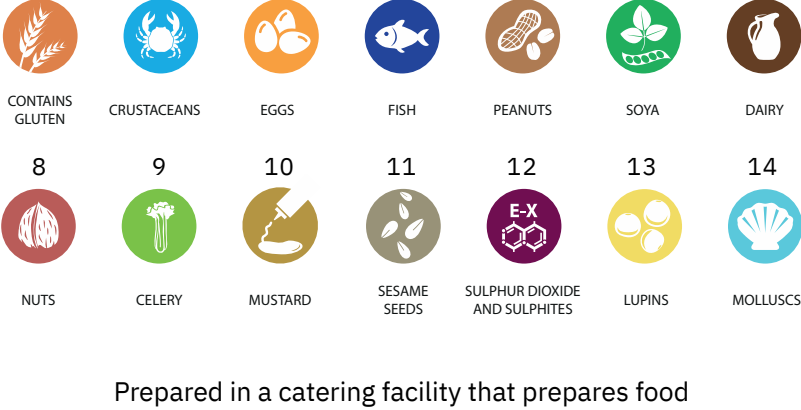 CONTAINS
GLUTEN
CRUSTACEANS
EGGS
FISH
PEANUTS
SOYA
DAIRY
8 9 10 11 12 13 14
E-X
NUTS
CELERY
MUSTARD
SESAME
SEEDS
SULPHUR DIOXIDE
AND SULPHITES
LUPINS
MOLLUSCS
Prepared in a catering facility that prepares food